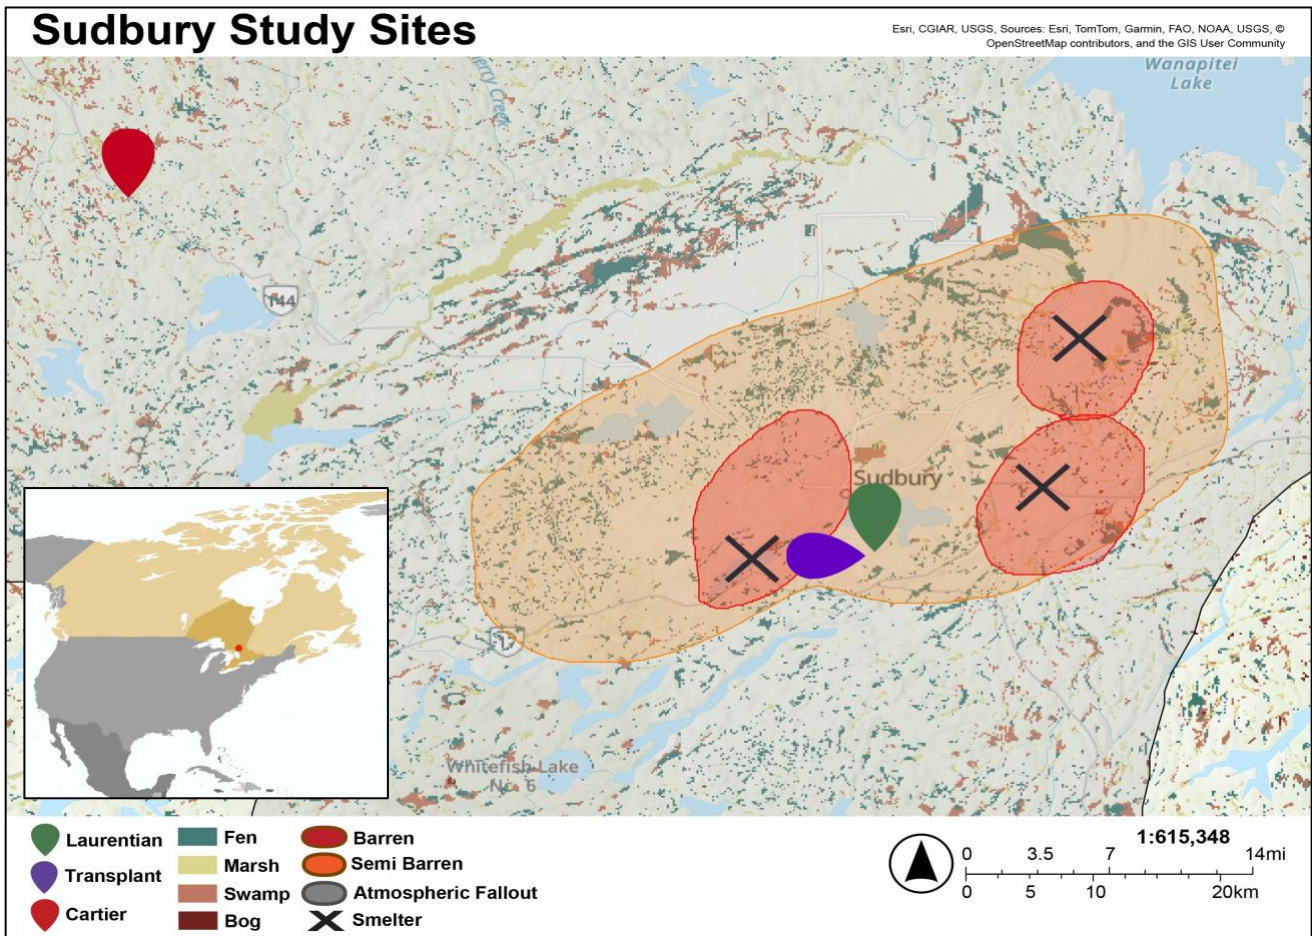 Sudbury Study Sites
Esri, CGIAR, USGS, Sources: Esri, TomTom, Garmin, FAO, NOAA, USGS, ©
OpenStreetMap contributors, and the GIS User Community
Wanapitei
Lake
Creek
144
Sudbury
Whitefish Lake
6
Laurentian
Transplant
Cartier
Fen
Marsh
Swamp
Bog
Barren
Semi Barren
Atmospheric Fallout
Smelter
1:615,348
0 3.5 7 14mi
0 5 10 20km